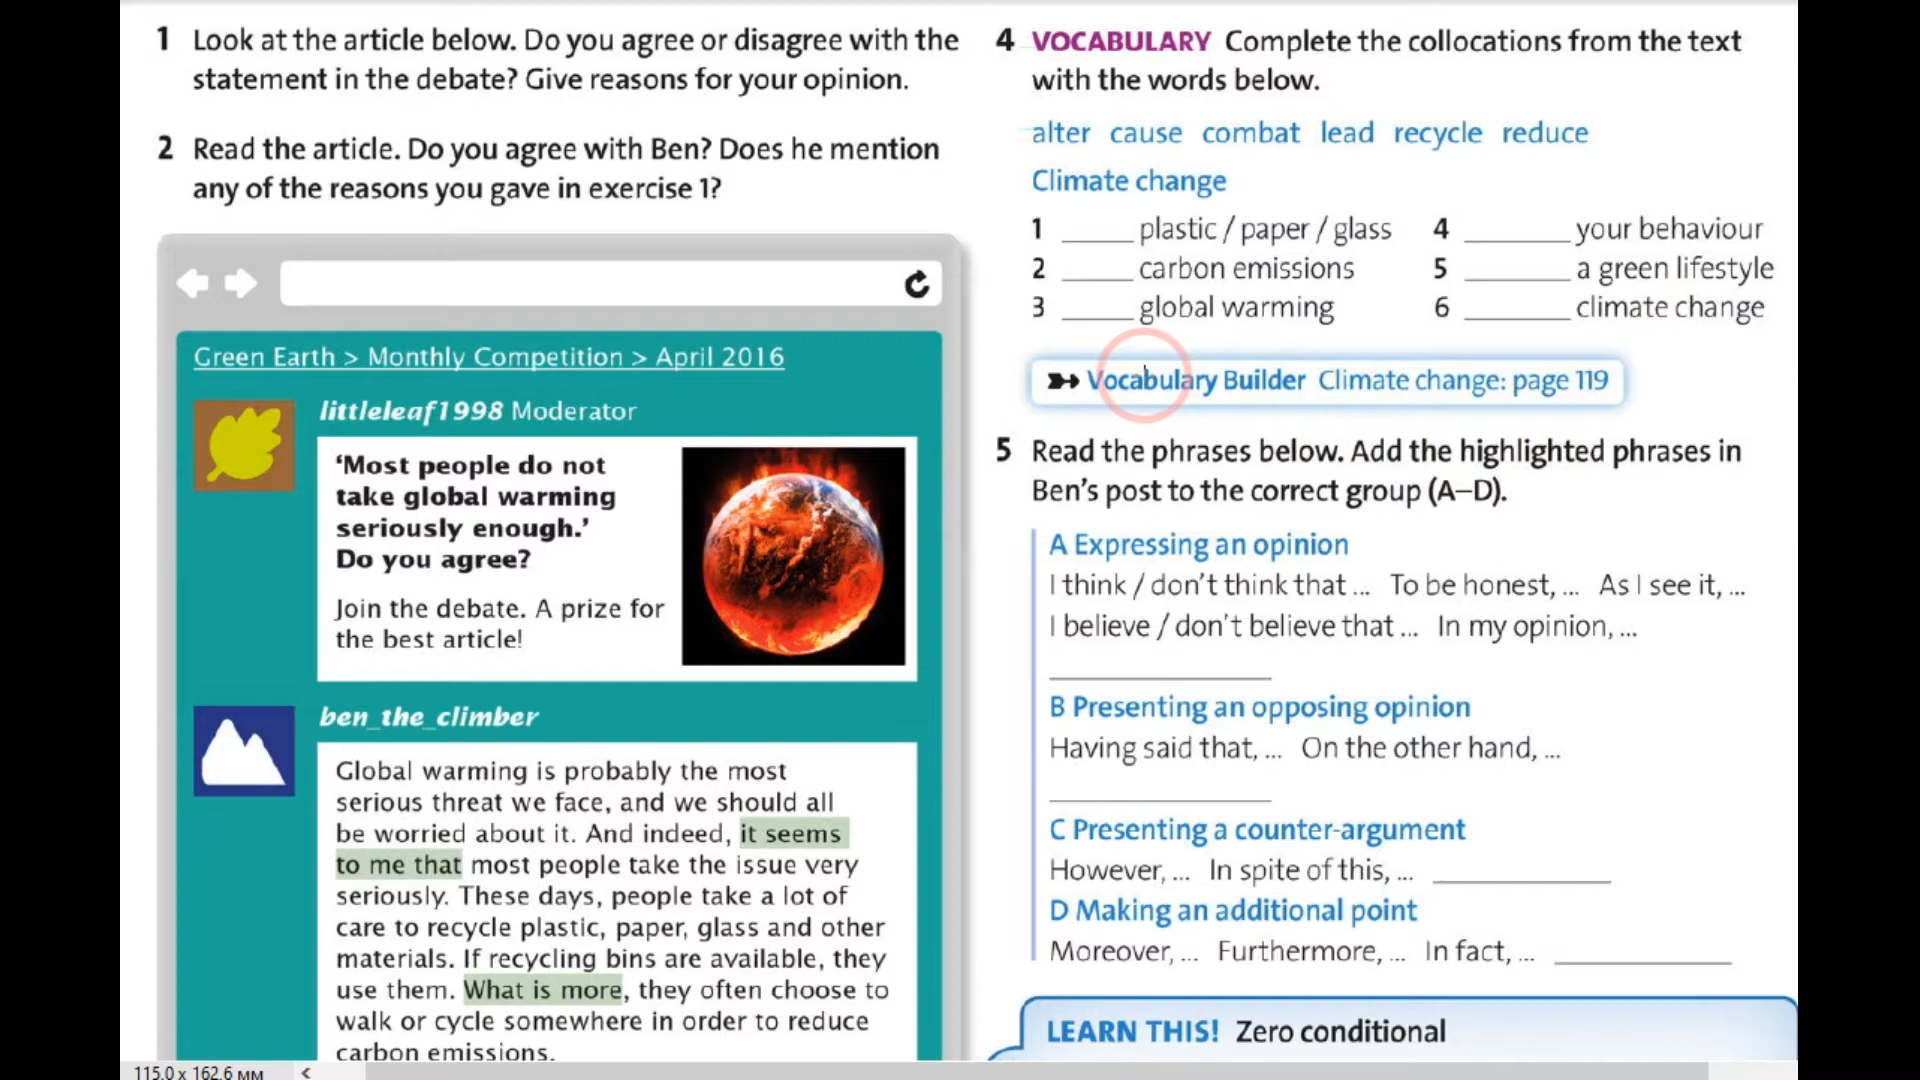 1 Look at the article below. Do you agree or disagree with the
statement in the debate? Give reasons for your opinion.
2 Read the article. Do you agree with Ben? Does he mention
any of the reasons you gave in exercise 1?
Green Earth > Monthly Competition > April 2016
littleleaf1998 Moderator
‘Most people do not
take global warming
seriously enough.’
Do you agree?
Join the debate. A prize for
the best article!
ben_the_climber
Global warming is probably the most
serious threat we face, and we should all
be worried about it. And indeed, it seems
to me that most people take the issue very
seriously. These days, people take a lot of
care to recycle plastic, paper, glass and other
materials. If recycling bins are available, they
use them. What is more, they often choose to
walk or cycle somewhere in order to reduce
carbon emissions.
4 VOCABULARY Complete the collocations from the text
with the words below.
alter cause combat lead recycle reduce
Climate change
1 ______ plastic / paper / glass
2 ______ carbon emissions
3 ______ global warming
4 ______ your behaviour
5 ______ a green lifestyle
6 ______ climate change
Vocabulary Builder Climate change: page 119
5 Read the phrases below. Add the highlighted phrases in
Ben’s post to the correct group (A–D).
A Expressing an opinion
I think / don’t think that ... To be honest, ... As I see it, ...
I believe / don’t believe that ... In my opinion, ...
______
B Presenting an opposing opinion
Having said that, ... On the other hand, ...
______
C Presenting a counter-argument
However, ... In spite of this, ... ______
D Making an additional point
Moreover, ... Furthermore, ... In fact, ... ______
LEARN THIS! Zero conditional
115,0 x 162,6 мм <